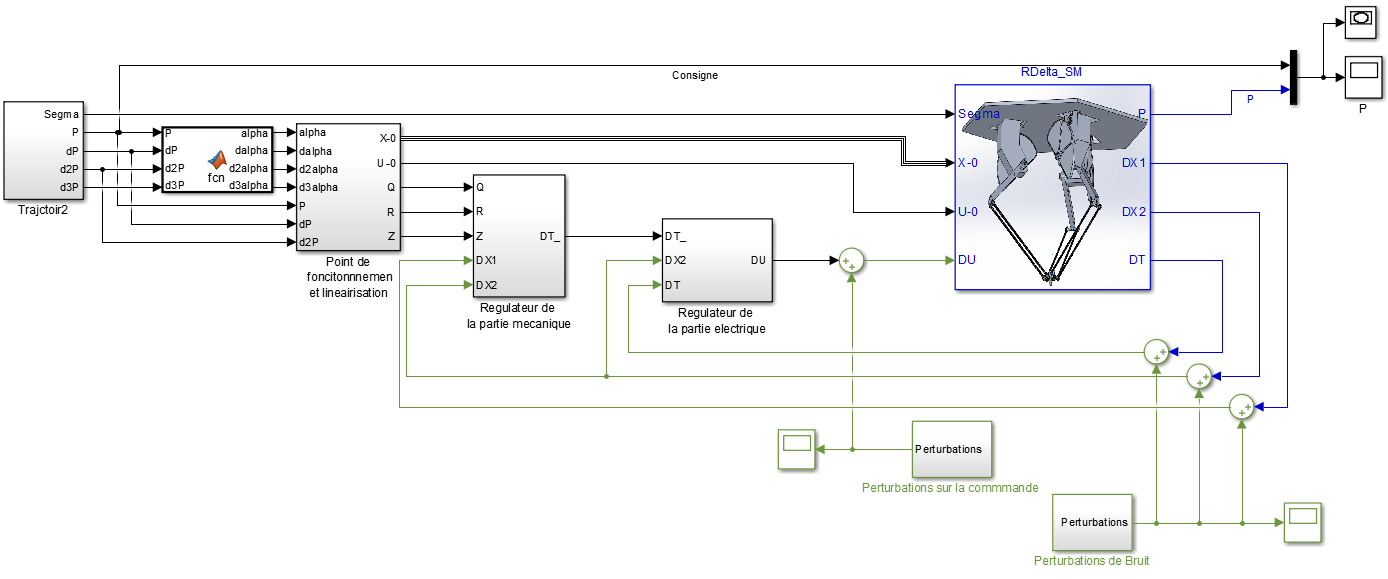 Segma
P
dP
d2P
d3P
Trajctoir2
P
dP
d2P
d3P
fcn
alpha
dalpha
d2alpha
d3alpha
alpha
dalpha
d2alpha
d3alpha
P
dP
d2P
X-0
U-0
Q
R
Z
Point de
foncitonnnemen
et lineairisation
Consigne
Q
R
Z
DX1
DX2
DT_
Regulateur de
la partie mecanique
DT_
DX2
DT
DU
Regulateur de
la partie electrique
+
+
RDelta_SM
Segma
X-0
U-0
DU
P
DX1
DX2
DT
P
P
+
+
+
+
+
+
Perturbations
Perturbations sur la commmande
Perturbations
Perturbations de Bruit